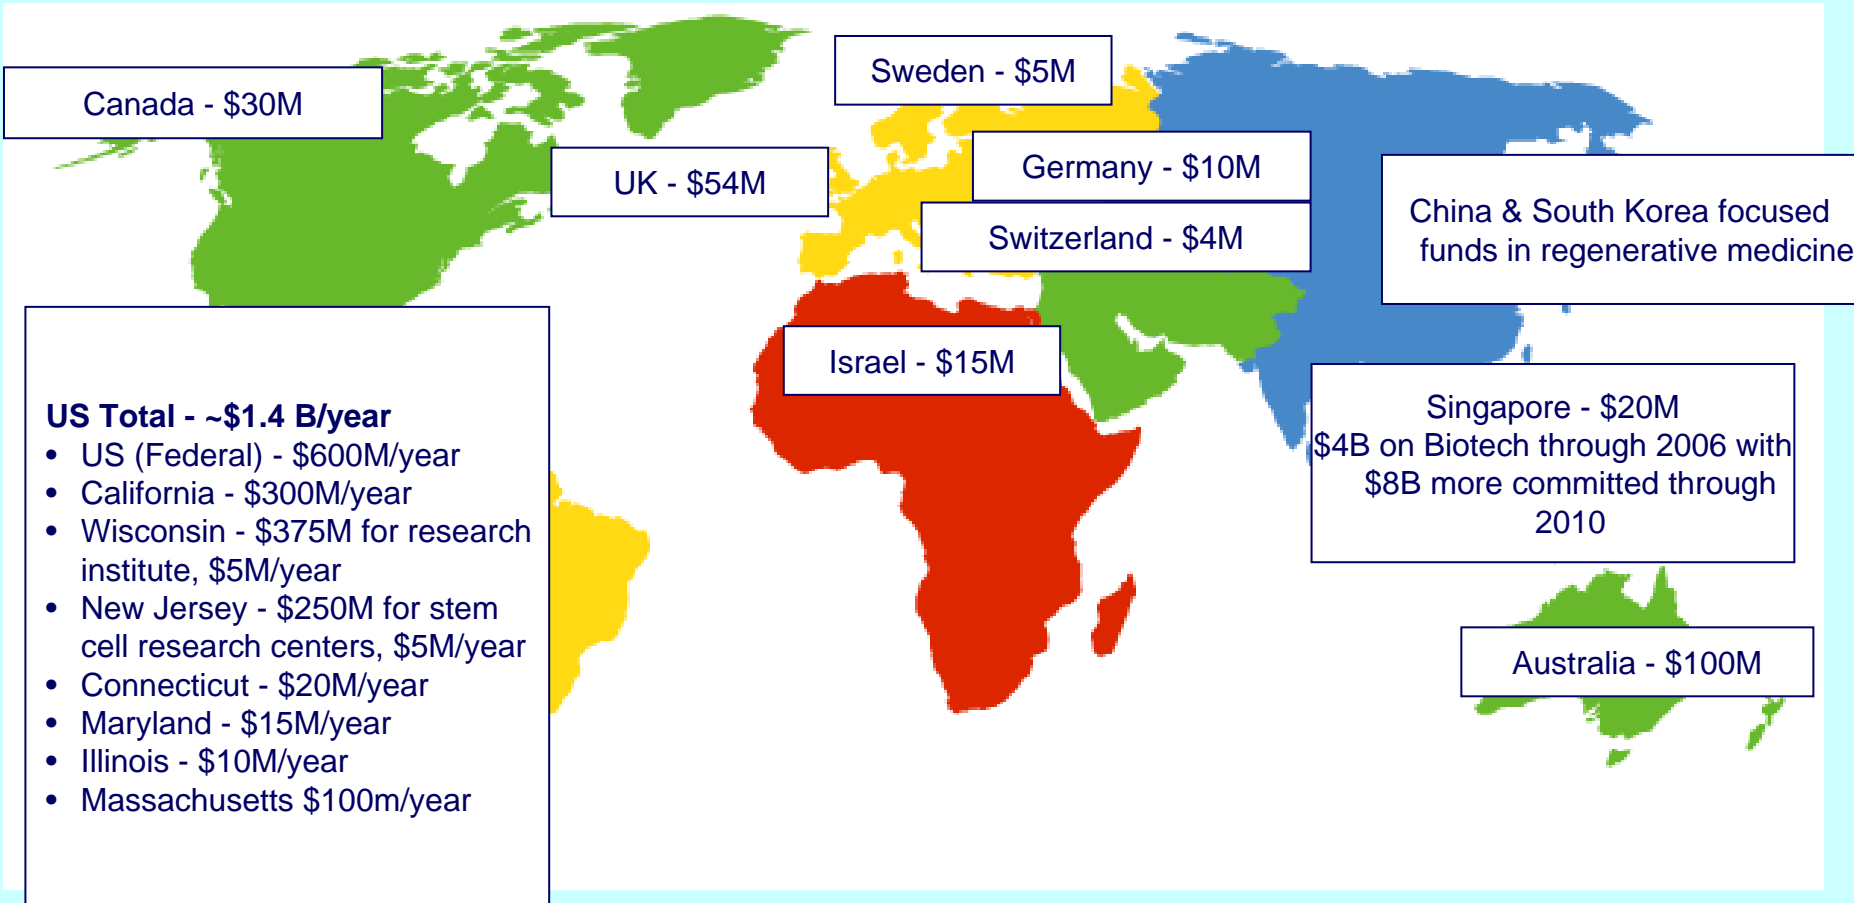 Sweden - $5M
Canada - $30M
UK - $54M
Germany - $10M
Switzerland - $4M
China & South Korea focused
funds in regenerative medicine
Israel - $15M
US Total - ~$1.4 B/year
• US (Federal) - $600M/year
• California - $300M/year
• Wisconsin - $375M for research
institute, $5M/year
• New Jersey - $250M for stem
cell research centers, $5M/year
• Connecticut - $20M/year
• Maryland - $15M/year
• Illinois - $10M/year
• Massachusetts $100m/year
Singapore - $20M
$4B on Biotech through 2006 with
$8B more committed through
2010
Australia - $100M